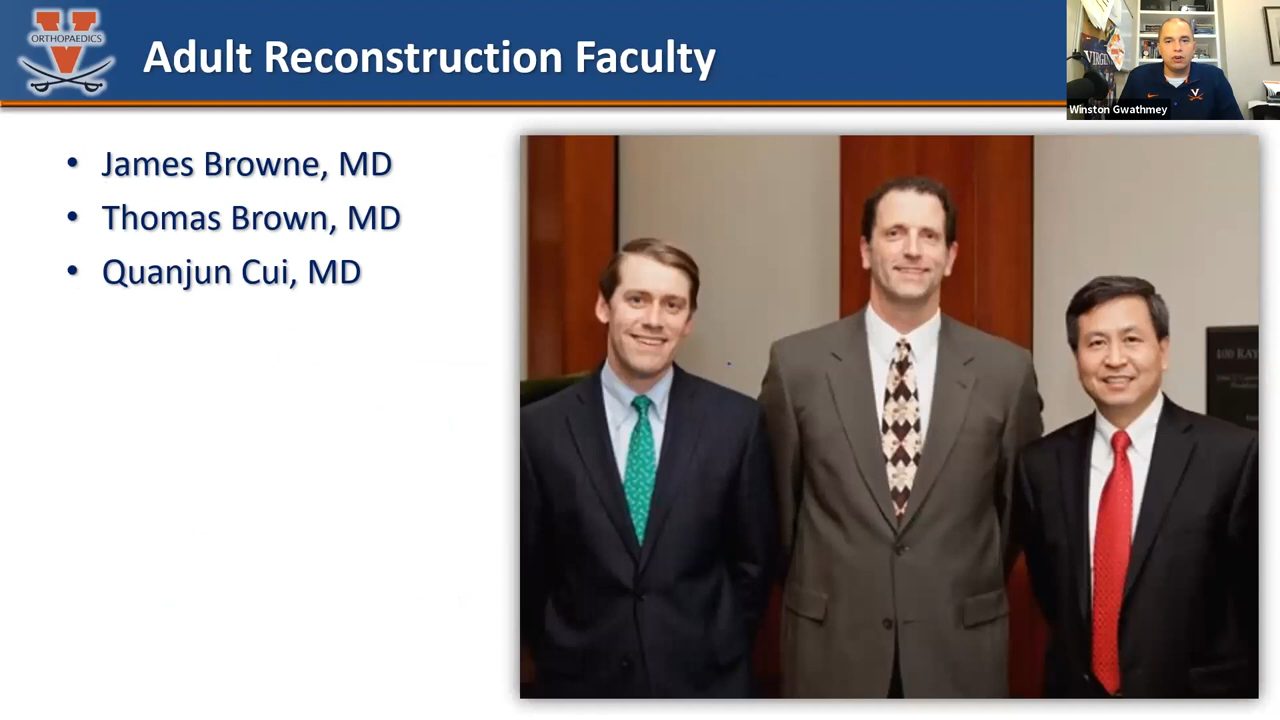 ORTHOPAEDICS
Adult Reconstruction Faculty
Winston Gwathmey
• James Browne, MD
• Thomas Brown, MD
• Quanjun Cui, MD